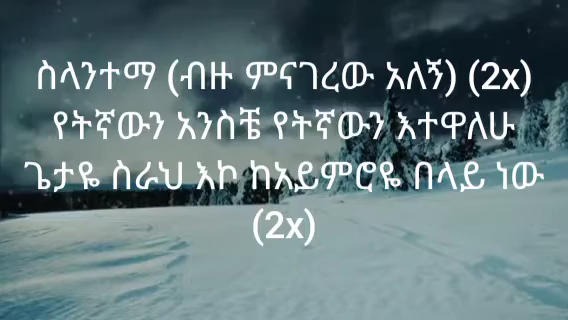 ስላንተማ (ብዙ ምናገረው አለኝ) (2x)
የትኛውን አንስቼ የትኛውን እተዋለሁ
ጌታዬ ስራህ እኮ ከአይምሮዬ በላይ ነው
(2x)